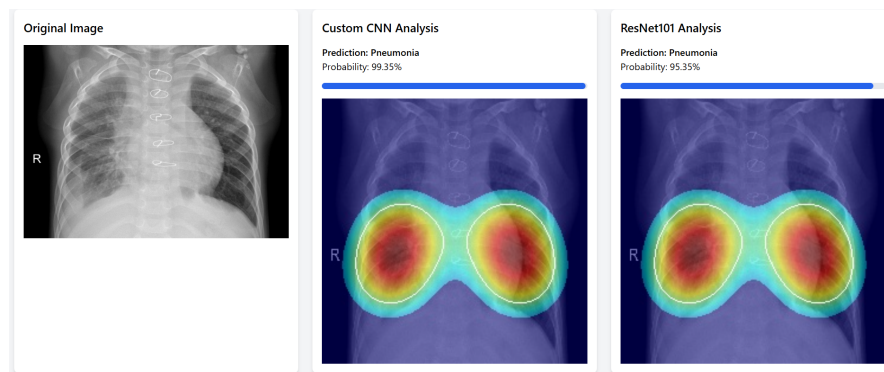 Original Image
R
Custom CNN Analysis
Prediction: Pneumonia
Probability: 99.35%
R
ResNet101 Analysis
Prediction: Pneumonia
Probability: 95.35%
R